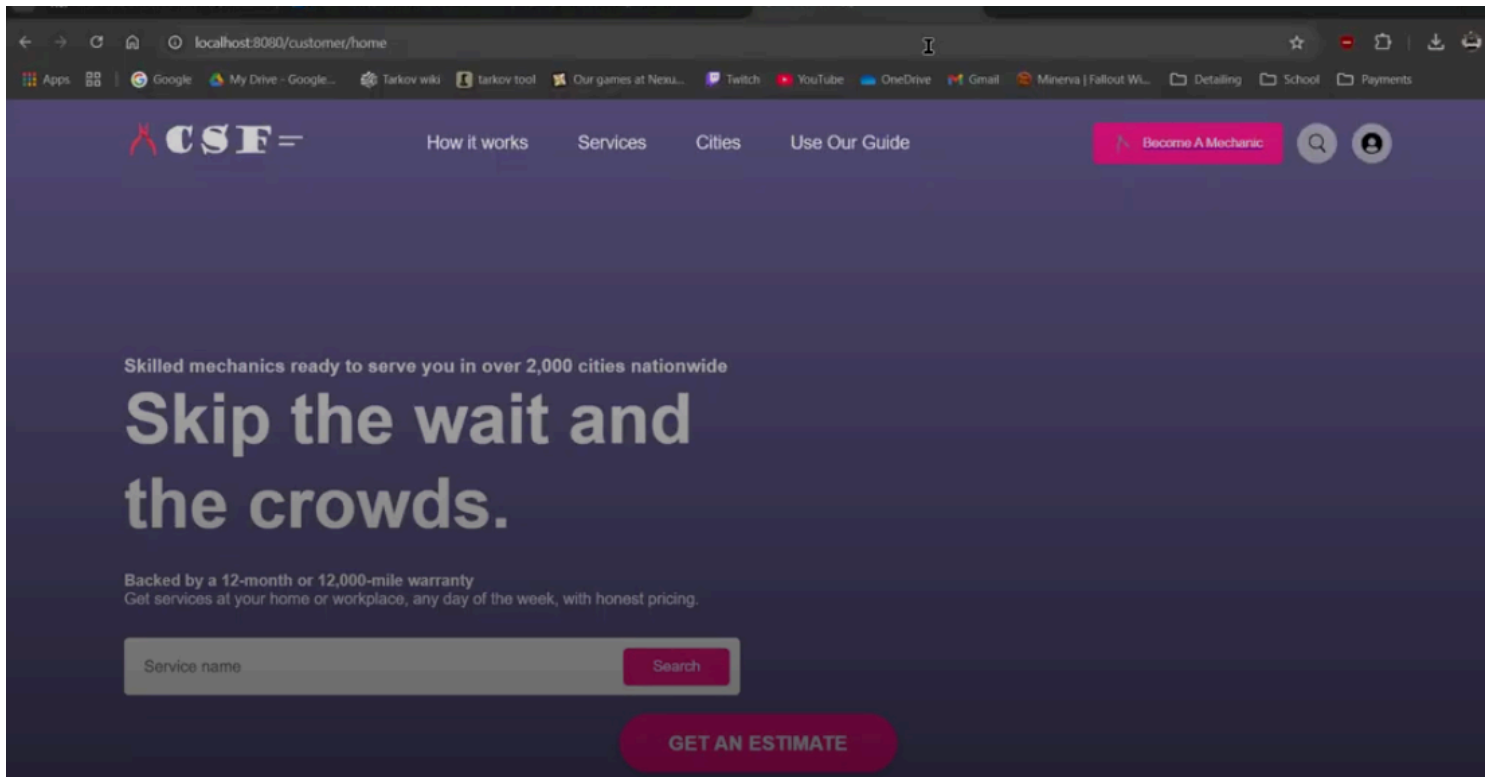 localhost:8080/customer/home
Apps Google My Drive - Google... Tarkov wiki tarkov tool Our games at Nexu... Twitch YouTube OneDrive Gmail Minerva | Fallout Wi... Detailing School Payments
CSF How it works Services Cities Use Our Guide Become A Mechanic
Skilled mechanics ready to serve you in over 2,000 cities nationwide
Skip the wait and
the crowds.
Backed by a 12-month or 12,000-mile warranty
Get services at your home or workplace, any day of the week, with honest pricing.
Service name Search
GET AN ESTIMATE